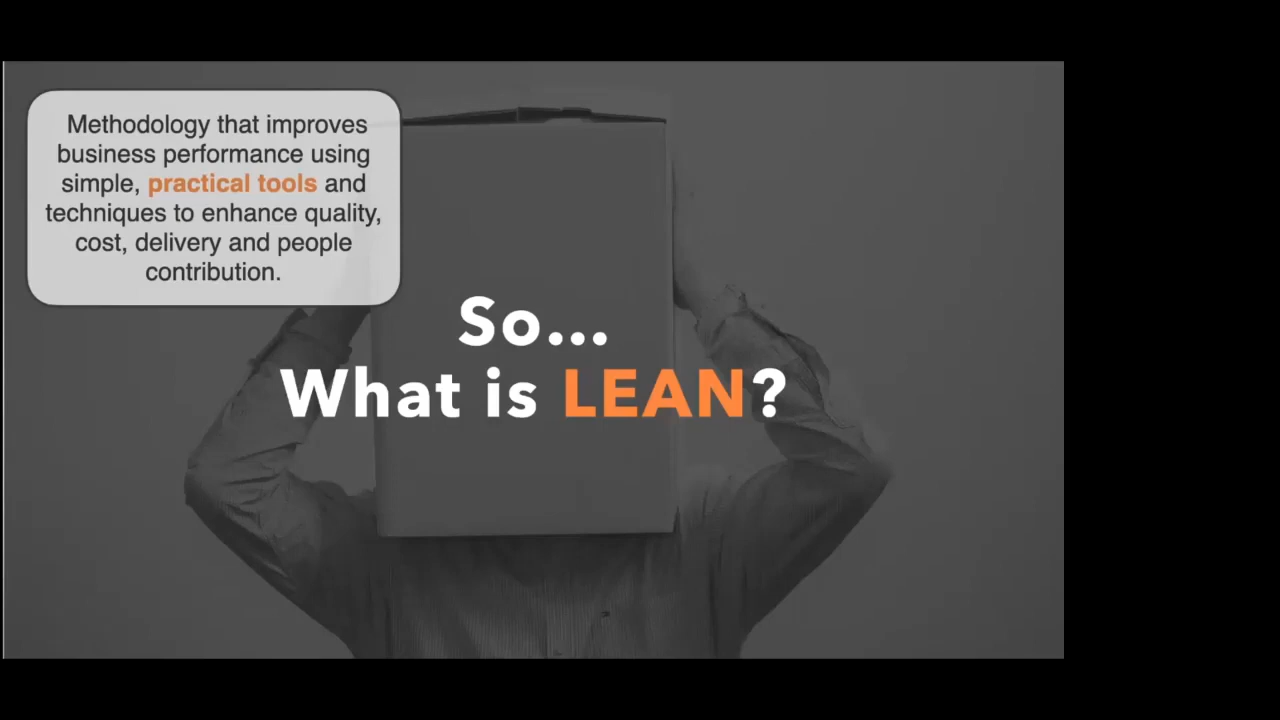 Methodology that improves
business performance using
simple, practical tools and
techniques to enhance quality,
cost, delivery and people
contribution.
So...
What is LEAN?